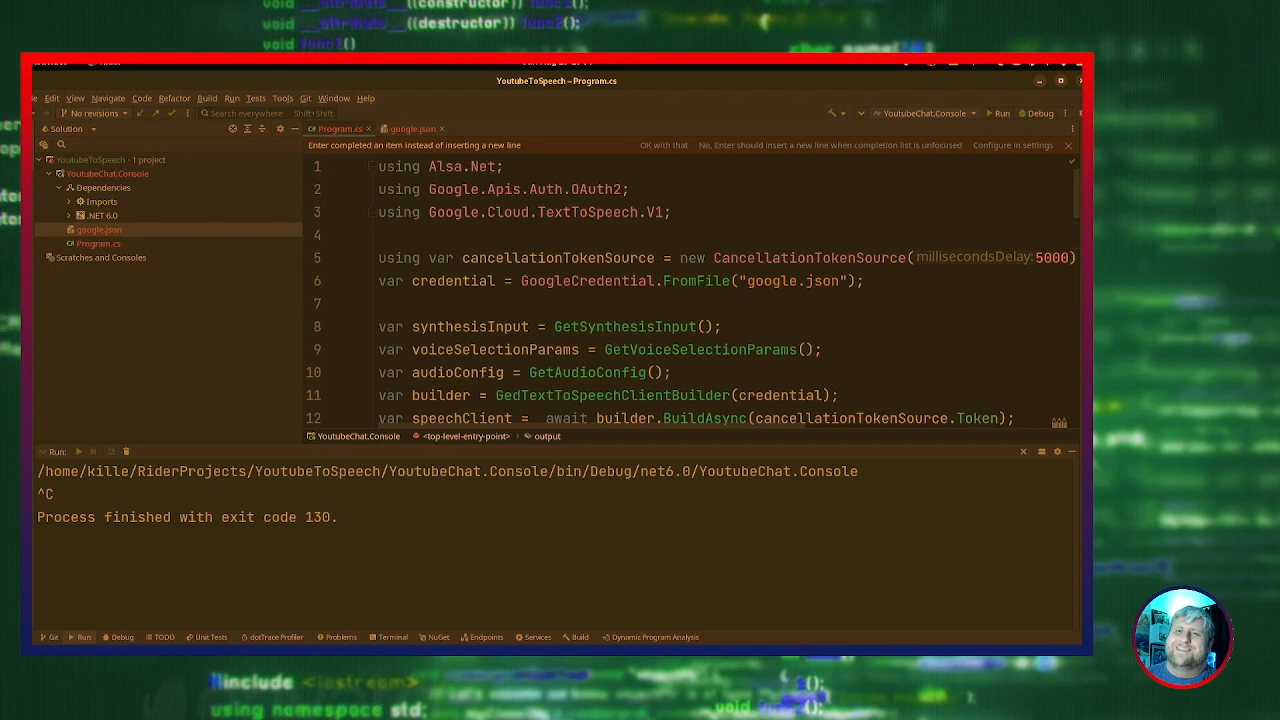 void __attribute__((constructor) func1();
void __attribute__((destructor) func2();
void func1()
YoutubeToSpeech – Program.cs
Edit View Navigate Code Refactor Build Run Tests Tools Git Window Help
No revisions Search everywhere Shift+Shift YoutubeChat.Console Run Debug
Solution Program.cs google.json
Enter completed an item instead of inserting a new line OK with that No, Enter should insert a new line when completion list is unfocused Configure in settings
YoutubeToSpeech · 1 project
YoutubeChat.Console
Dependencies
Imports
.NET 6.0
google.json
Program.cs
Scratches and Consoles
1 using Alsa.Net;
2 using Google.Apis.Auth.OAuth2;
3 using Google.Cloud.TextToSpeech.V1;
4
5 using var cancellationTokenSource = new CancellationTokenSource(millisecondsDelay:5000)
6 var credential = GoogleCredential.FromFile("google.json");
7
8 var synthesisInput = GetSynthesisInput();
9 var voiceSelectionParams = GetVoiceSelectionParams();
10 var audioConfig = GetAudioConfig();
11 var builder = GedTextToSpeechClientBuilder(credential);
12 var speechClient = await builder.BuildAsync(cancellationTokenSource.Token);
YoutubeChat.Console <top-level-entry-point> output
Run:
/home/kille/RiderProjects/YoutubeToSpeech/YoutubeChat.Console/bin/Debug/net6.0/YoutubeChat.Console
^C
Process finished with exit code 130.
Git Run Debug TODO Unit Tests dotTrace Profiler Problems Terminal NuGet Endpoints Services Build Dynamic Program Analysis
#include <iostream>
using namespace std;